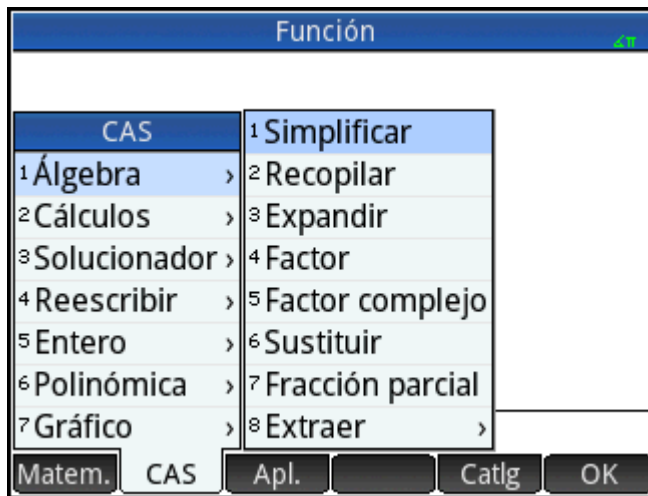 Función
∡π
CAS
1 Álgebra ›
2 Cálculos ›
3 Solucionador ›
4 Reescribir ›
5 Entero ›
6 Polinómica ›
7 Gráfico ›
1 Simplificar
2 Recopilar
3 Expandir
4 Factor
5 Factor complejo
6 Sustituir
7 Fracción parcial
8 Extraer ›
Matem. CAS Apl. Catlg OK